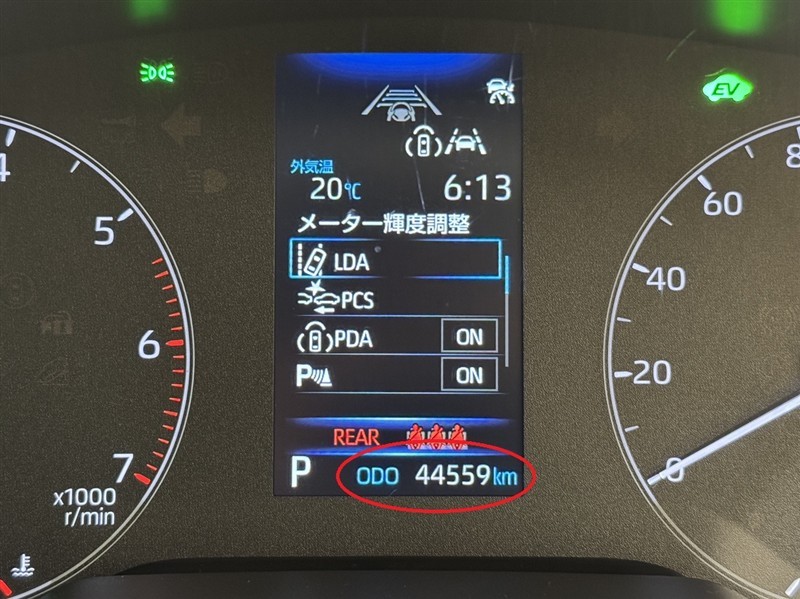 EV
外気温
20℃ 6:13
メーター輝度調整
LDA
PCS
PDA ON
P ON
REAR
P ODO 44559km
4
5
6
7
x1000
r/min
8
60
40
20
0